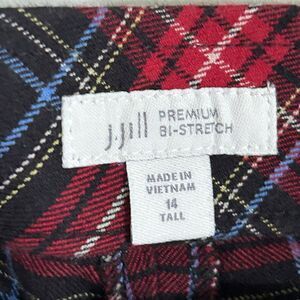 J.Jill PREMIUM
BI-STRETCH
MADE IN
VIETNAM
14
TALL